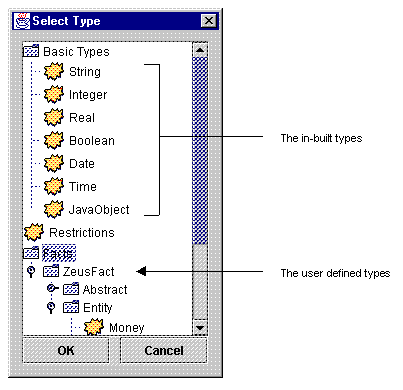 Select Type
Basic Types
String
Integer
Real
Boolean
Date
Time
JavaObject
Restrictions
Facts
ZeusFact
Abstract
Entity
Money
OK
Cancel
The in-built types
The user defined types